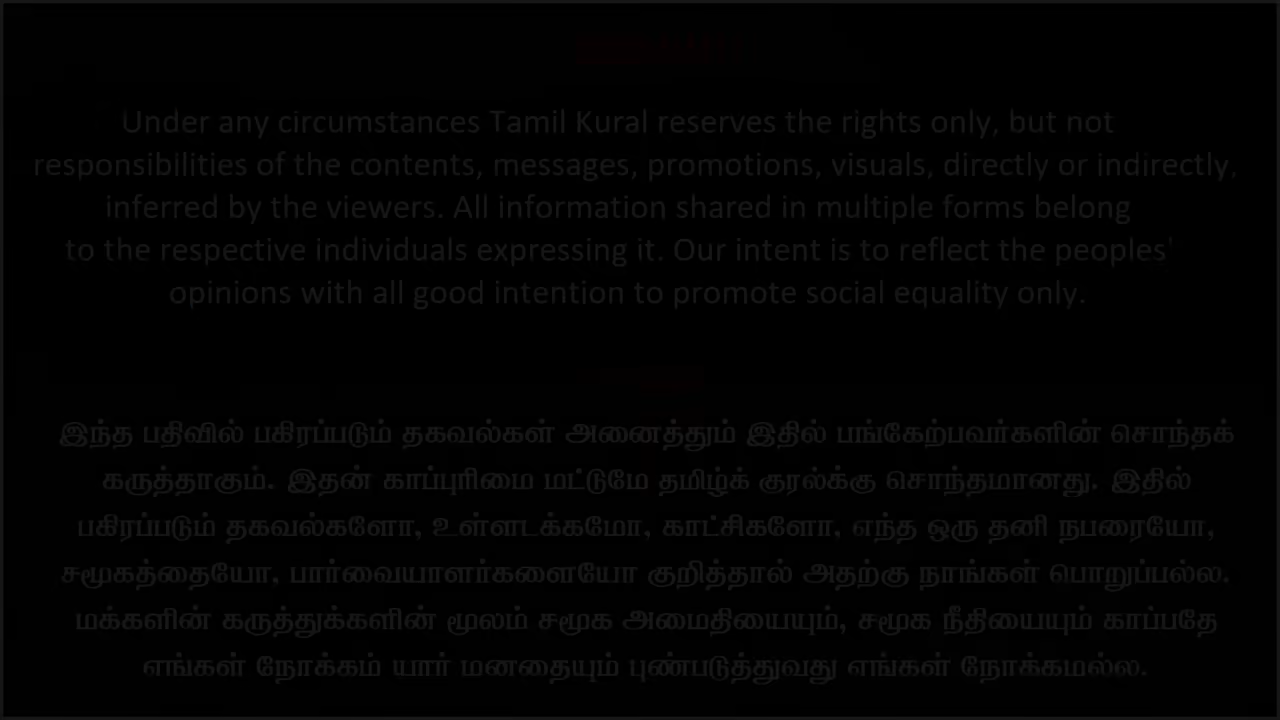 Under any circumstances Tamil Kural reserves the rights only, but not
responsibilities of the contents, messages, promotions, visuals, directly or indirectly,
inferred by the viewers. All information shared in multiple forms belong
to the respective individuals expressing it. Our intent is to reflect the peoples'
opinions with all good intention to promote social equality only.
இந்த பதிவில் பகிரப்படும் தகவல்கள் அனைத்தும் இதில் பங்கேற்பவர்களின் சொந்தக்
கருத்தாகும். இதன் காப்புரிமை மட்டுமே தமிழ்க் குரல்க்கு சொந்தமானது. இதில்
பகிரப்படும் தகவல்களோ, உள்ளடக்கமோ, காட்சிகளோ, எந்த ஒரு தனி நபரையோ,
சமூகத்தையோ, பார்வையாளர்களையோ குறித்தால் அதற்கு நாங்கள் பொறுப்பல்ல.
மக்களின் கருத்துக்களின் மூலம் சமூக அமைதியையும், சமூக நீதியையும் காப்பதே
எங்கள் நோக்கம் யார் மனதையும் புண்படுத்துவது எங்கள் நோக்கமல்ல.